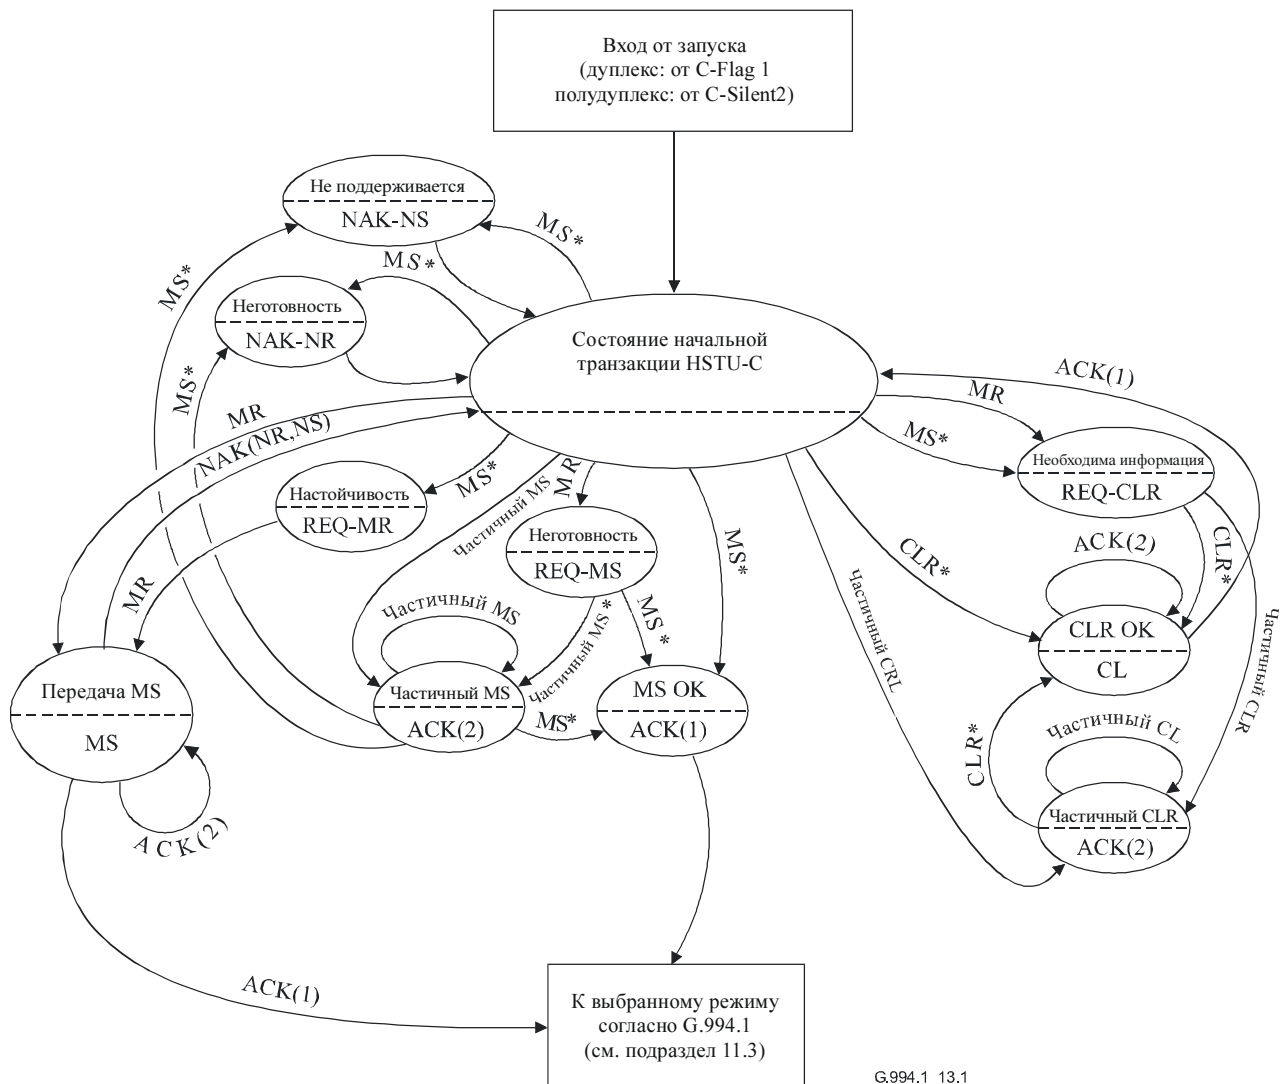 Вход от запуска
(дуплекс: от C-Flag 1
полудуплекс: от C-Silent2)
Не поддерживается
NAK-NS
MS*
MS*
MS*
Неготовность
NAK-NR
MS*
Состояние начальной
транзакции HSTU-C
ACK(1)
MR
MS*
MR
NAK(NR,NS)
Необходима информация
REQ-CLR
MS*
Настойчивость
REQ-MR
Частичный MS
MR
Неготовность
REQ-MS
MS*
CLR*
ACK(2)
CLR*
MR
Частичный MS
Частичный MS*
MS*
Частичный CRL
Частичный CLR
CLR OK
CL
Передача MS
MS
Частичный MS
ACK(2)
MS*
MS OK
ACK(1)
CLR*
Частичный CL
Частичный CLR
ACK(2)
ACK(2)
ACK(1)
К выбранному режиму
согласно G.994.1
(см. подраздел 11.3)
G.994.1_13.1